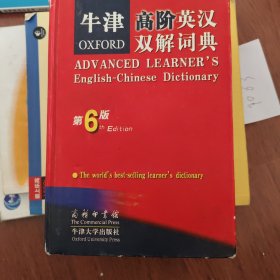 牛津 高阶英汉
OXFORD 双解词典
ADVANCED LEARNER'S
English-Chinese Dictionary
第6版
th Edition
The world's best-selling learner's dictionary
商务印书馆
The Commercial Press
牛津大学出版社
Oxford University Press